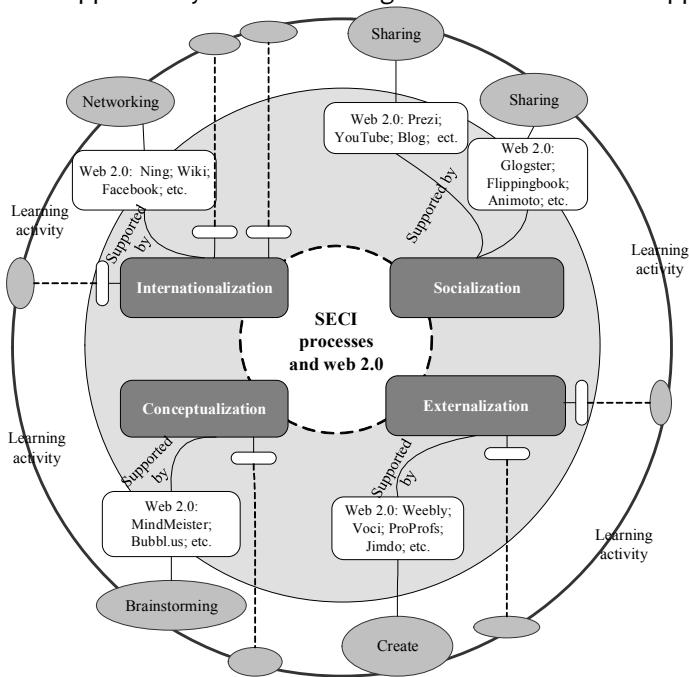 Sharing
Networking
Sharing
Web 2.0: Prezi;
YouTube; Blog; ect.
Web 2.0:
Glogster;
Flippingbook;
Animoto; etc.
Web 2.0: Ning; Wiki;
Facebook; etc.
Learning
activity
Supported
by
Supported by
Learning
activity
Internationalization
Socialization
SECI
processes
and web 2.0
Conceptualization
Externalization
Learning
activity
Supported
by
Supported
by
Web 2.0:
MindMeister;
Bubbl.us; etc.
Web 2.0: Weebly;
Voci; ProProfs;
Jimdo; etc.
Learning
activity
Brainstorming
Create